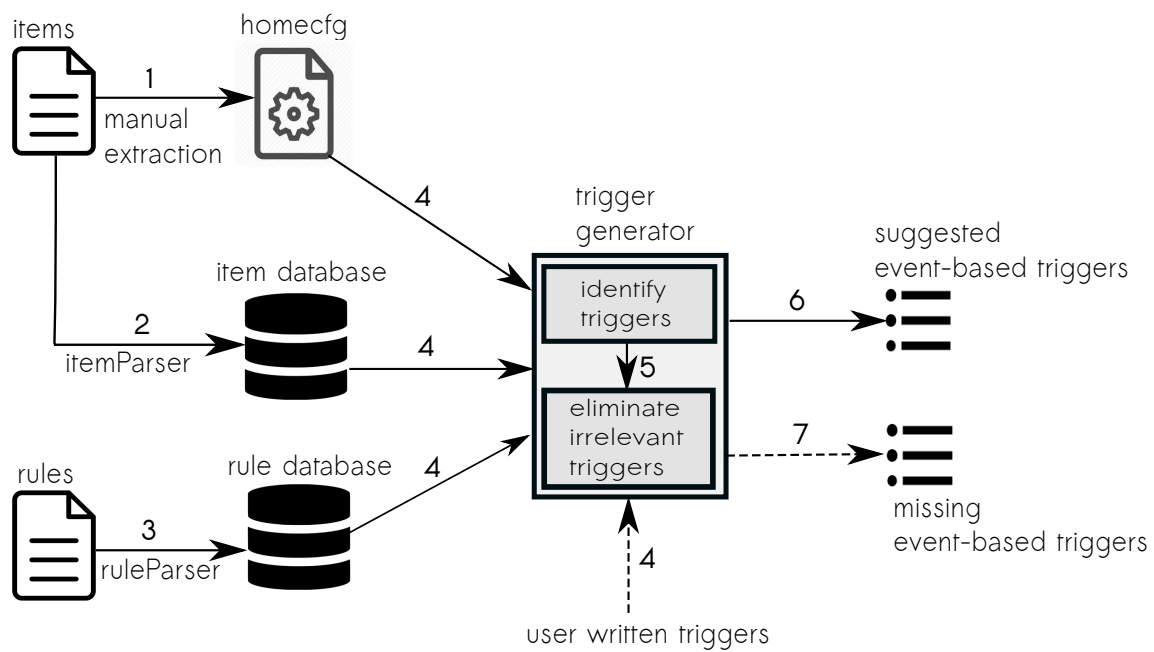 items
homecfg
1
manual
extraction
4
trigger
generator
suggested
event-based triggers
item database
identify
triggers
6
2
itemParser
4
5
eliminate
irrelevant
triggers
7
rules
rule database
4
3
ruleParser
missing
event-based triggers
4
user written triggers